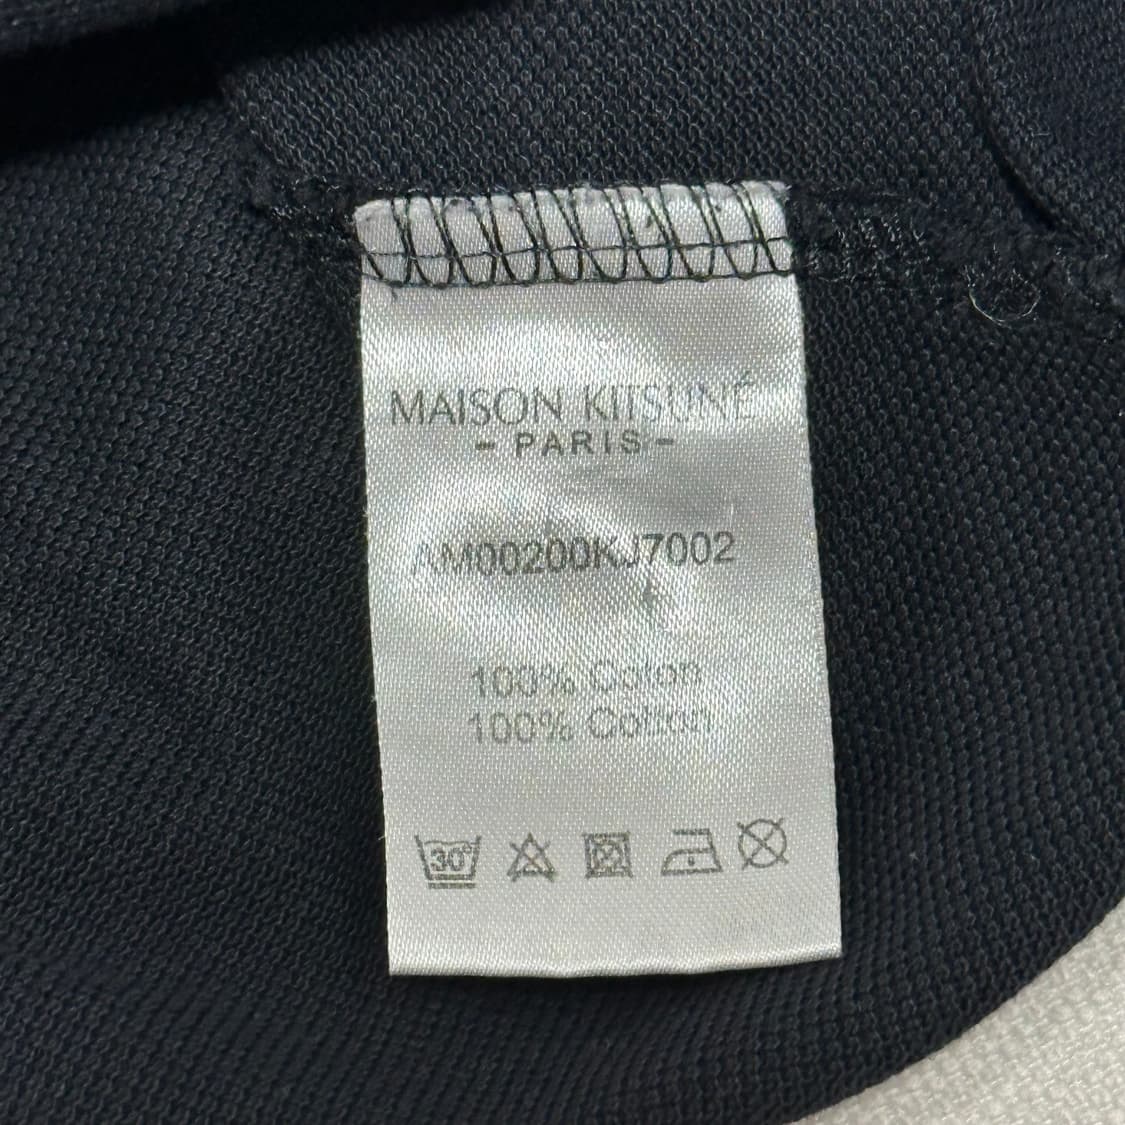 MAISON KITSUNÉ
- PARIS -
AM00200KJ7002
100% Coton
100% Cotton
30°